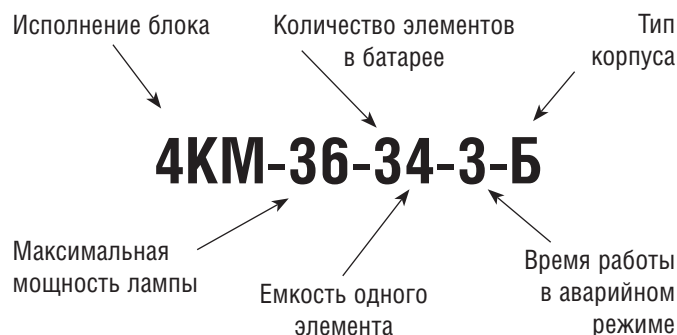 Исполнение блока
Количество элементов
в батарее
Тип
корпуса
4КМ-36-34-3-Б
Максимальная
мощность лампы
Емкость одного
элемента
Время работы
в аварийном
режиме